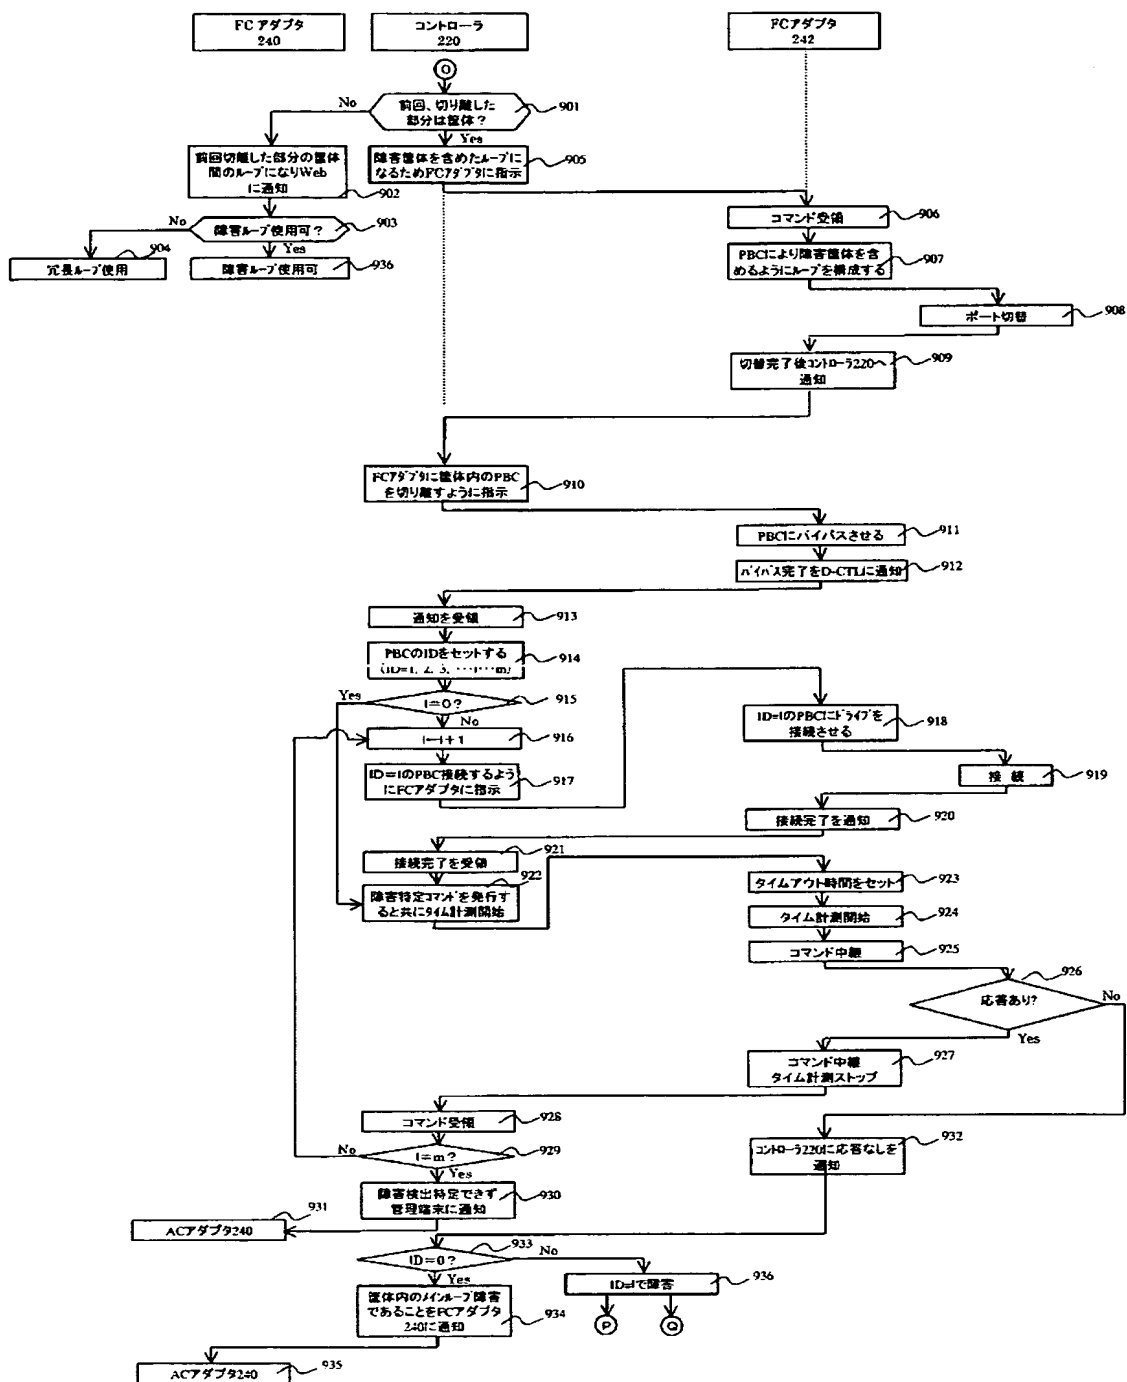 FCアダプタ
240
コントローラ
220
FCアダプタ
242
O
No
前回、切り離した
部分は筐体？
901
Yes
前回切離した部分の筐体
間のループになりWeb
に通知
902
障害筐体を含めたループに
なるためFCアダプタに指示
905
コマンド受領
906
No
障害ループ使用可？
903
Yes
904
冗長ループ使用
障害ループ使用可
936
PBCにより障害筐体を含
めるようにループを構成する
907
ポート切替
908
切替完了後コントローラ220へ
通知
909
FCアダプタに筐体内のPBC
を切り離すように指示
910
PBCにバイパスさせる
911
バイパス完了をD-CTLに通知
912
通知を受領
913
PBCのIDをセットする
(ID=1, 2, 3, …i…m)
914
Yes
I=0？
915
No
I←I+1
916
ID=IのPBC接続するよう
にFCアダプタに指示
917
ID=IのPBCにドライブを
接続させる
918
接続
919
接続完了を通知
920
接続完了を受領
921
922
障害特定コマンドを発行す
ると共にタイム計測開始
タイムアウト時間をセット
923
タイム計測開始
924
コマンド中継
925
926
応答あり?
No
Yes
コマンド中継
タイム計測ストップ
927
コマンド受領
928
No
I=m？
929
Yes
コントローラ220に応答なしを
通知
932
障害検出特定できず
管理端末に通知
930
931
ACアダプタ240
933
ID=0？
No
Yes
ID=Iで障害
936
P
Q
筐体内のメインループ障害
であることをFCアダプタ
240に通知
934
ACアダプタ240
935